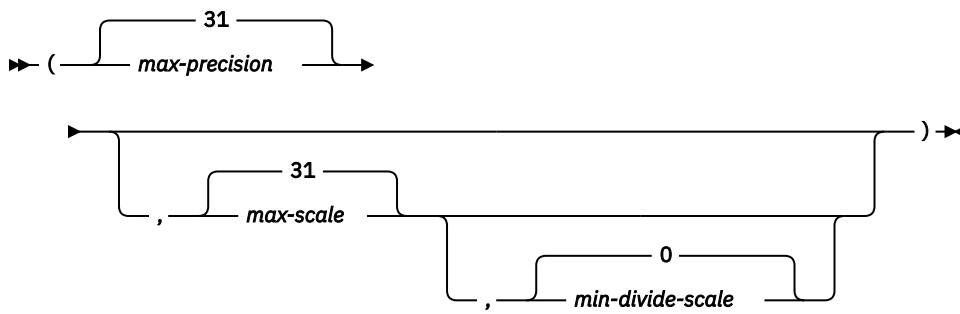 31
( max-precision
)
31
, max-scale
0
, min-divide-scale